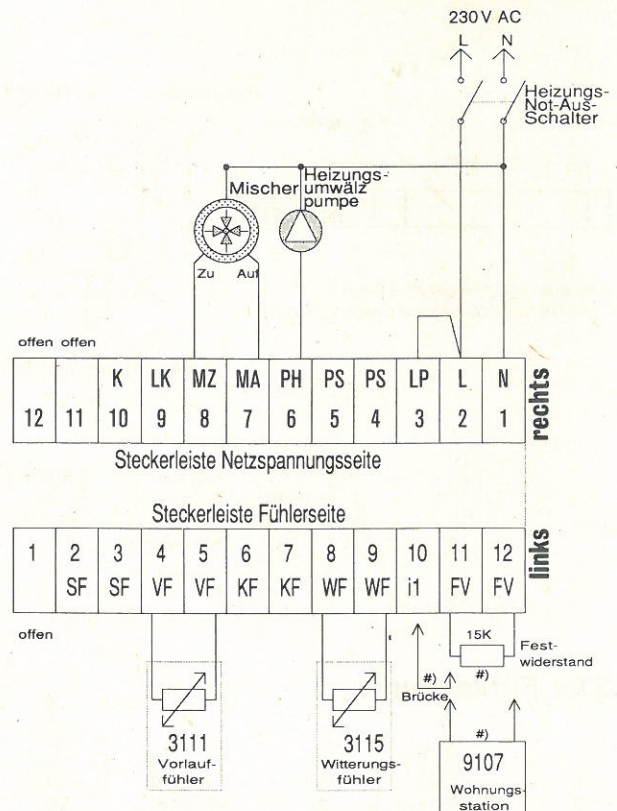 230 V AC
L N
Heizungs-
Not-Aus-
Schalter
Mischer
Heizungs-
umwälz
pumpe
Zu Auf
offen offen
K LK MZ MA PH PS PS LP L N
12 11 10 9 8 7 6 5 4 3 2 1
rechts
Steckerleiste Netzspannungsseite
Steckerleiste Fühlerseite
links
1 2 3 4 5 6 7 8 9 10 11 12
SF SF VF VF KF KF WF WF i1 FV FV
offen
15K
#)
Fest-
widerstand
#)
Brücke
3111
Vorlauf-
fühler
3115
Witterungs-
fühler
#)
9107
Wohnungs-
station